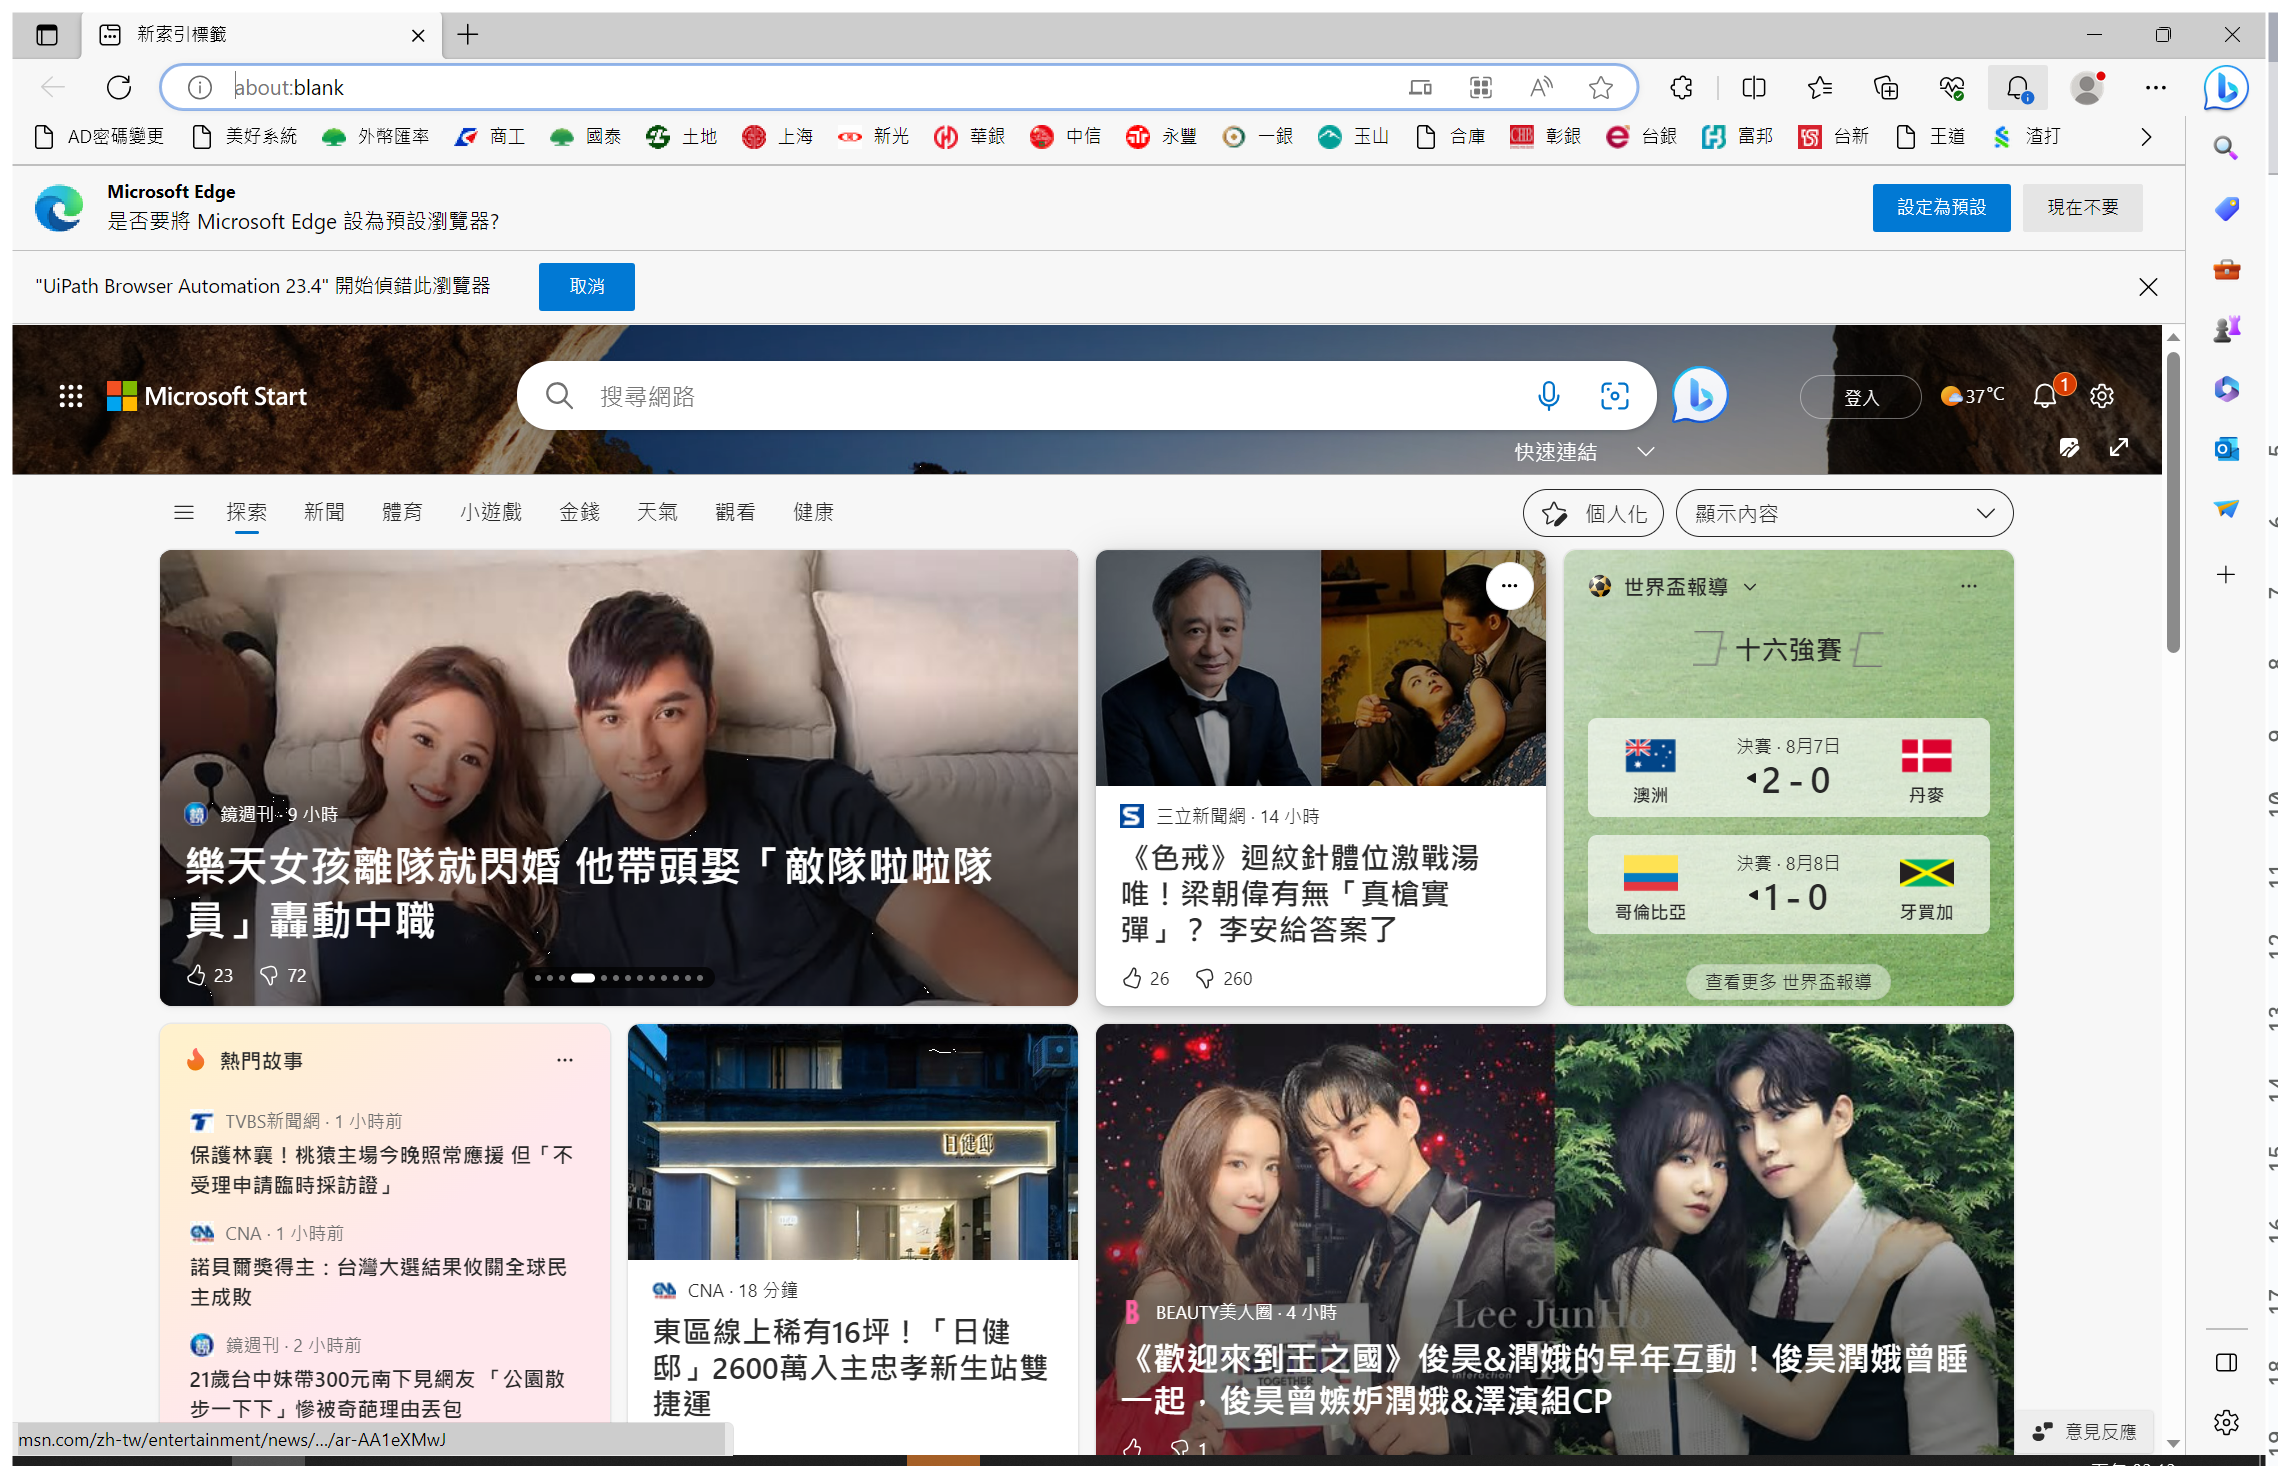 新索引標籤
about:blank
AD密碼變更 美好系統 外幣匯率 商工 國泰 土地 上海 新光 華銀 中信 永豐 一銀 玉山 合庫 彰銀 台銀 富邦 台新 王道 渣打
Microsoft Edge
是否要將 Microsoft Edge 設為預設瀏覽器?
設定為預設 現在不要
"UiPath Browser Automation 23.4" 開始偵錯此瀏覽器 取消
Microsoft Start 搜尋網路 登入 37°C 1
快速連結
探索 新聞 體育 小遊戲 金錢 天氣 觀看 健康 個人化 顯示內容
鏡週刊 · 9 小時
樂天女孩離隊就閃婚 他帶頭娶「敵隊啦啦隊
員」轟動中職
23 72
三立新聞網 · 14 小時
《色戒》迴紋針體位激戰湯
唯！梁朝偉有無「真槍實
彈」？ 李安給答案了
26 260
世界盃報導
十六強賽
決賽 · 8月7日
2 - 0
澳洲 丹麥
決賽 · 8月8日
1 - 0
哥倫比亞 牙買加
查看更多 世界盃報導
熱門故事
TVBS新聞網 · 1 小時前
保護林襄！桃猿主場今晚照常應援 但「不
受理申請臨時採訪證」
CNA · 1 小時前
諾貝爾獎得主：台灣大選結果攸關全球民
主成敗
鏡週刊 · 2 小時前
21歲台中妹帶300元南下見網友 「公園散
步一下下」慘被奇葩理由丟包
日健邸
CNA · 18 分鐘
東區線上稀有16坪！「日健
邸」2600萬入主忠孝新生站雙
捷運
Lee JunHo
BEAUTY美人圈 · 4 小時
《歡迎來到王之國》俊昊&潤娥的早年互動！俊昊潤娥曾睡
一起，俊昊曾嫉妒潤娥&澤演組CP
1
意見反應
msn.com/zh-tw/entertainment/news/.../ar-AA1eXMwJ
5
6
7
8
9
10
11
12
13
14
15
16
17
18
19